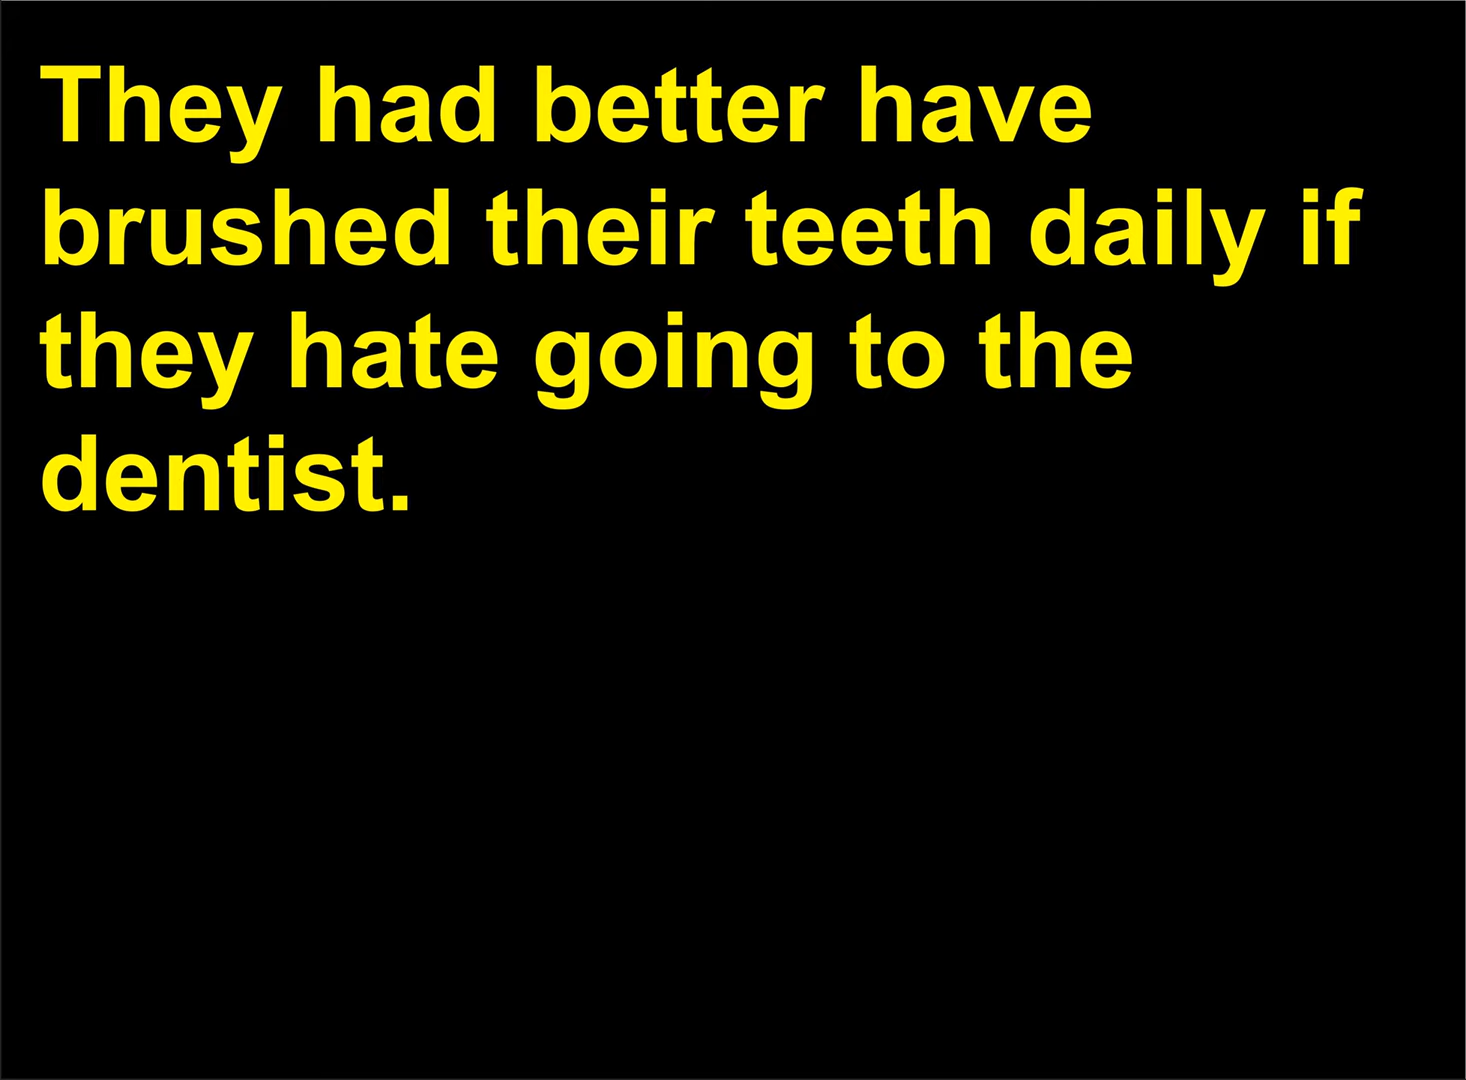 They had better have
brushed their teeth daily if
they hate going to the
dentist.